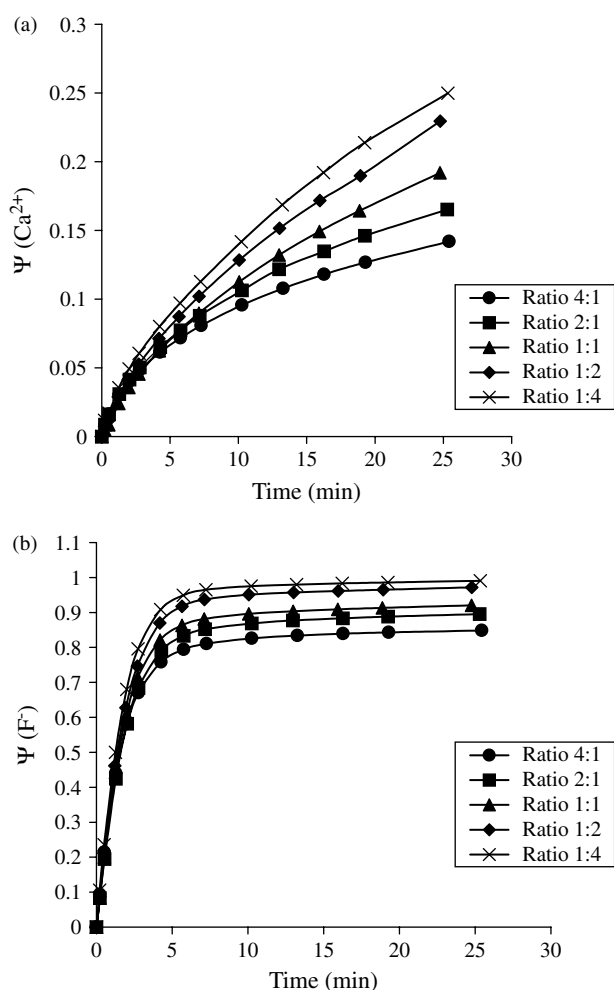 (a)
0.3
0.25
0.2
0.15
0.1
0.05
0
Ψ (Ca²⁺)
0 5 10 15 20 25 30
Time (min)
Ratio 4:1
Ratio 2:1
Ratio 1:1
Ratio 1:2
Ratio 1:4
(b)
1.1
1
0.9
0.8
0.7
0.6
0.5
0.4
0.3
0.2
0.1
0
Ψ (F⁻)
0 5 10 15 20 25 30
Time (min)
Ratio 4:1
Ratio 2:1
Ratio 1:1
Ratio 1:2
Ratio 1:4